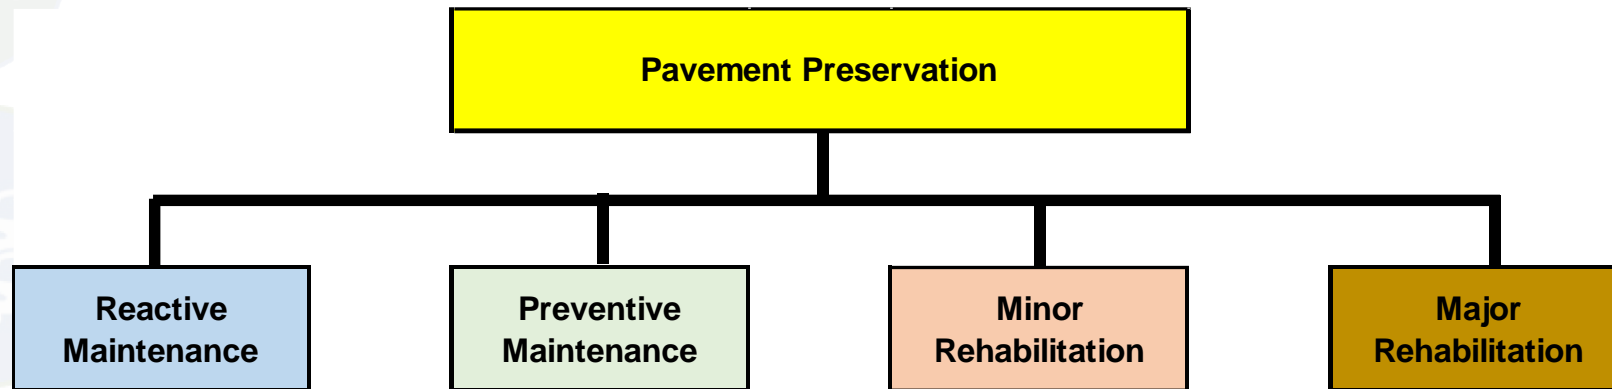 Pavement Preservation
Reactive
Maintenance
Preventive
Maintenance
Minor
Rehabilitation
Major
Rehabilitation